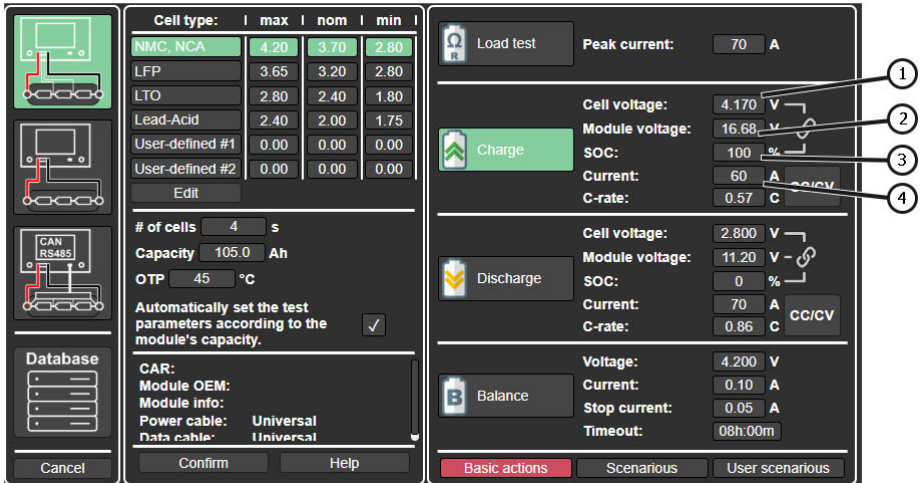 CAN
RS485
Database
Cancel
Cell type: max nom min
NMC, NCA 4.20 3.70 2.80
LFP 3.65 3.20 2.80
LTO 2.80 2.40 1.80
Lead-Acid 2.40 2.00 1.75
User-defined #1 0.00 0.00 0.00
User-defined #2 0.00 0.00 0.00
Edit
# of cells 4 s
Capacity 105.0 Ah
OTP 45 °C
Automatically set the test
parameters according to the
module's capacity.
CAR:
Module OEM:
Module info:
Power cable: Universal
Data cable: Universal
Confirm Help
Ω
R
Load test Peak current: 70 A
Charge
Cell voltage: 4.170 V
Module voltage: 16.68 V
SOC: 100 %
Current: 60 A
C-rate: 0.57 C
CC/CV
Discharge
Cell voltage: 2.800 V
Module voltage: 11.20 V
SOC: 0 %
Current: 70 A
C-rate: 0.86 C
CC/CV
B
Balance
Voltage: 4.200 V
Current: 0.10 A
Stop current: 0.05 A
Timeout: 08h:00m
Basic actions Scenarious User scenarious
1
2
3
4